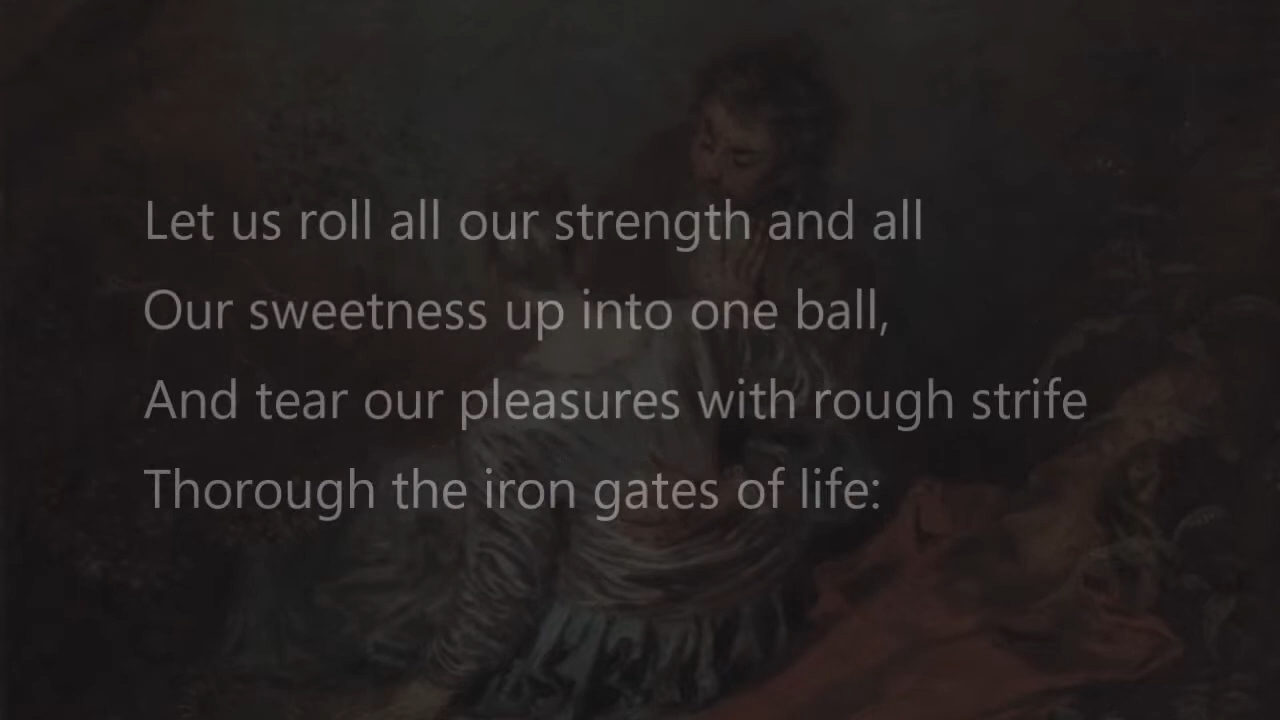 Let us roll all our strength and all
Our sweetness up into one ball,
And tear our pleasures with rough strife
Thorough the iron gates of life: